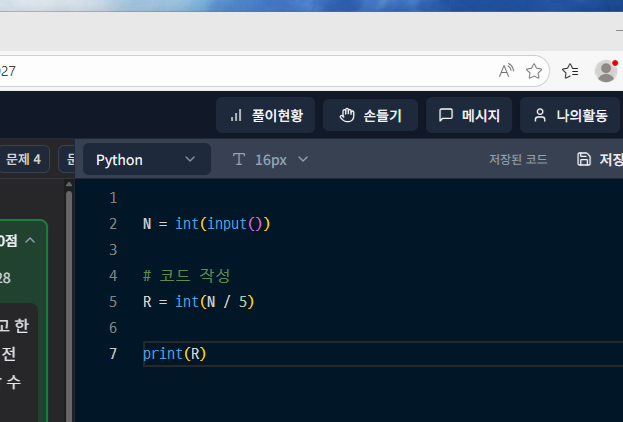 027
풀이현황 손들기 메시지 나의활동
문제 4 Python 16px 저장된 코드 저장
0점
28
고 한
전
수
1
2 N = int(input())
3
4 # 코드 작성
5 R = int(N / 5)
6
7 print(R)